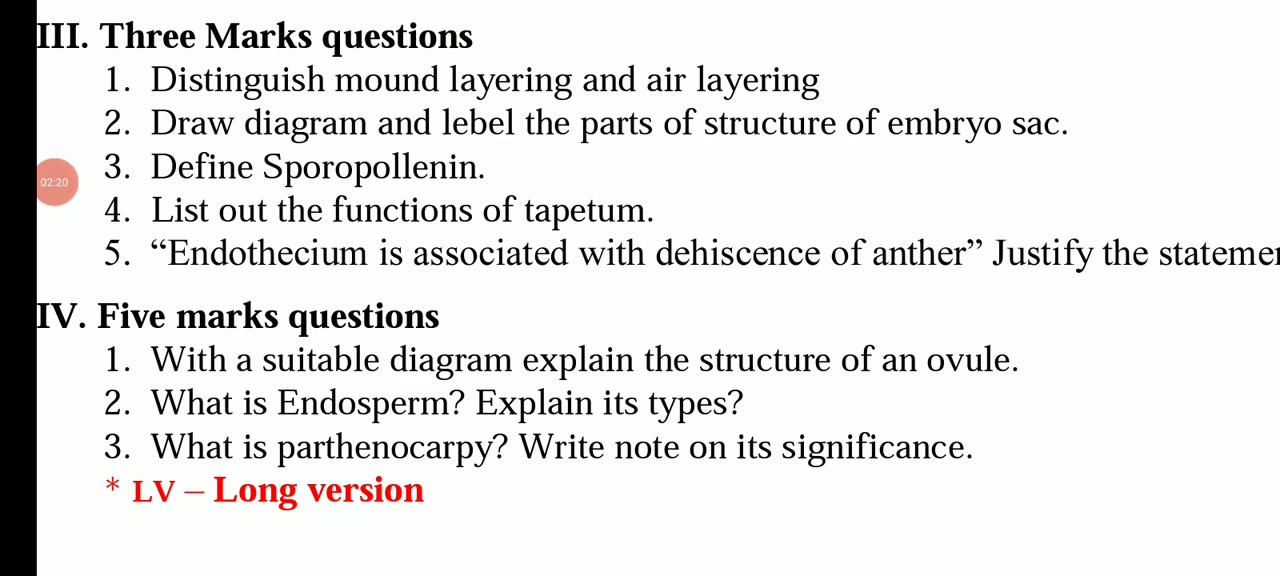 III. Three Marks questions
1. Distinguish mound layering and air layering
2. Draw diagram and lebel the parts of structure of embryo sac.
02:20
3. Define Sporopollenin.
4. List out the functions of tapetum.
5. “Endothecium is associated with dehiscence of anther” Justify the
IV. Five marks questions
1. With a suitable diagram explain the structure of an ovule.
2. What is Endosperm? Explain its types?
3. What is parthenocarpy? Write note on its significance.
* LV – Long version